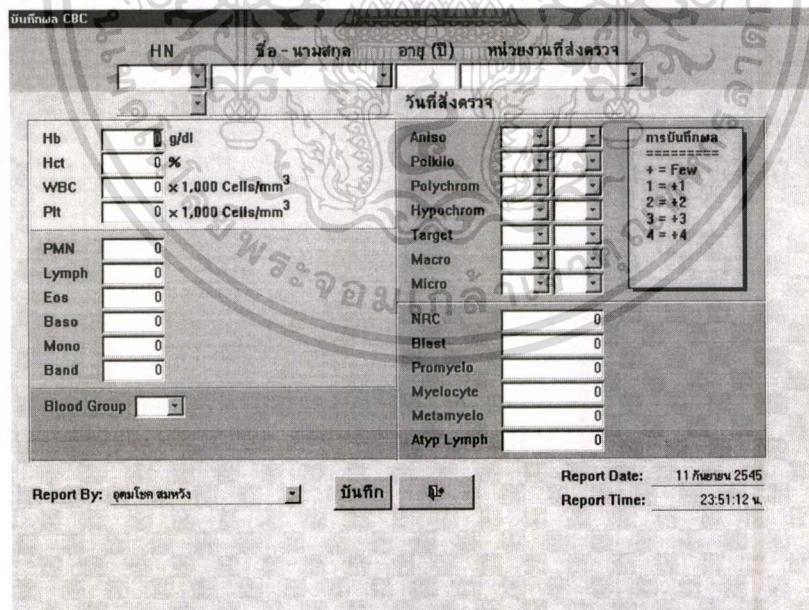 บันทึกผล CBC
HN ชื่อ - นามสกุล อายุ (ปี) หน่วยงานที่ส่งตรวจ
วันที่สั่งตรวจ
Hb 0 g/dl
Hct 0 %
WBC 0 × 1,000 Cells/mm³
Plt 0 × 1,000 Cells/mm³
PMN 0
Lymph 0
Eos 0
Baso 0
Mono 0
Band 0
Blood Group
Aniso
Poikilo
Polychrom
Hypochrom
Target
Macro
Micro
การบันทึกผล
=========
+ = Few
1 = +1
2 = +2
3 = +3
4 = +4
NRC 0
Blast 0
Promyelo 0
Myelocyte 0
Metamyelo 0
Atyp Lymph 0
Report By: อุดมโชค สมหวัง
บันทึก
Report Date: 11 กันยายน 2545
Report Time: 23:51:12 น.